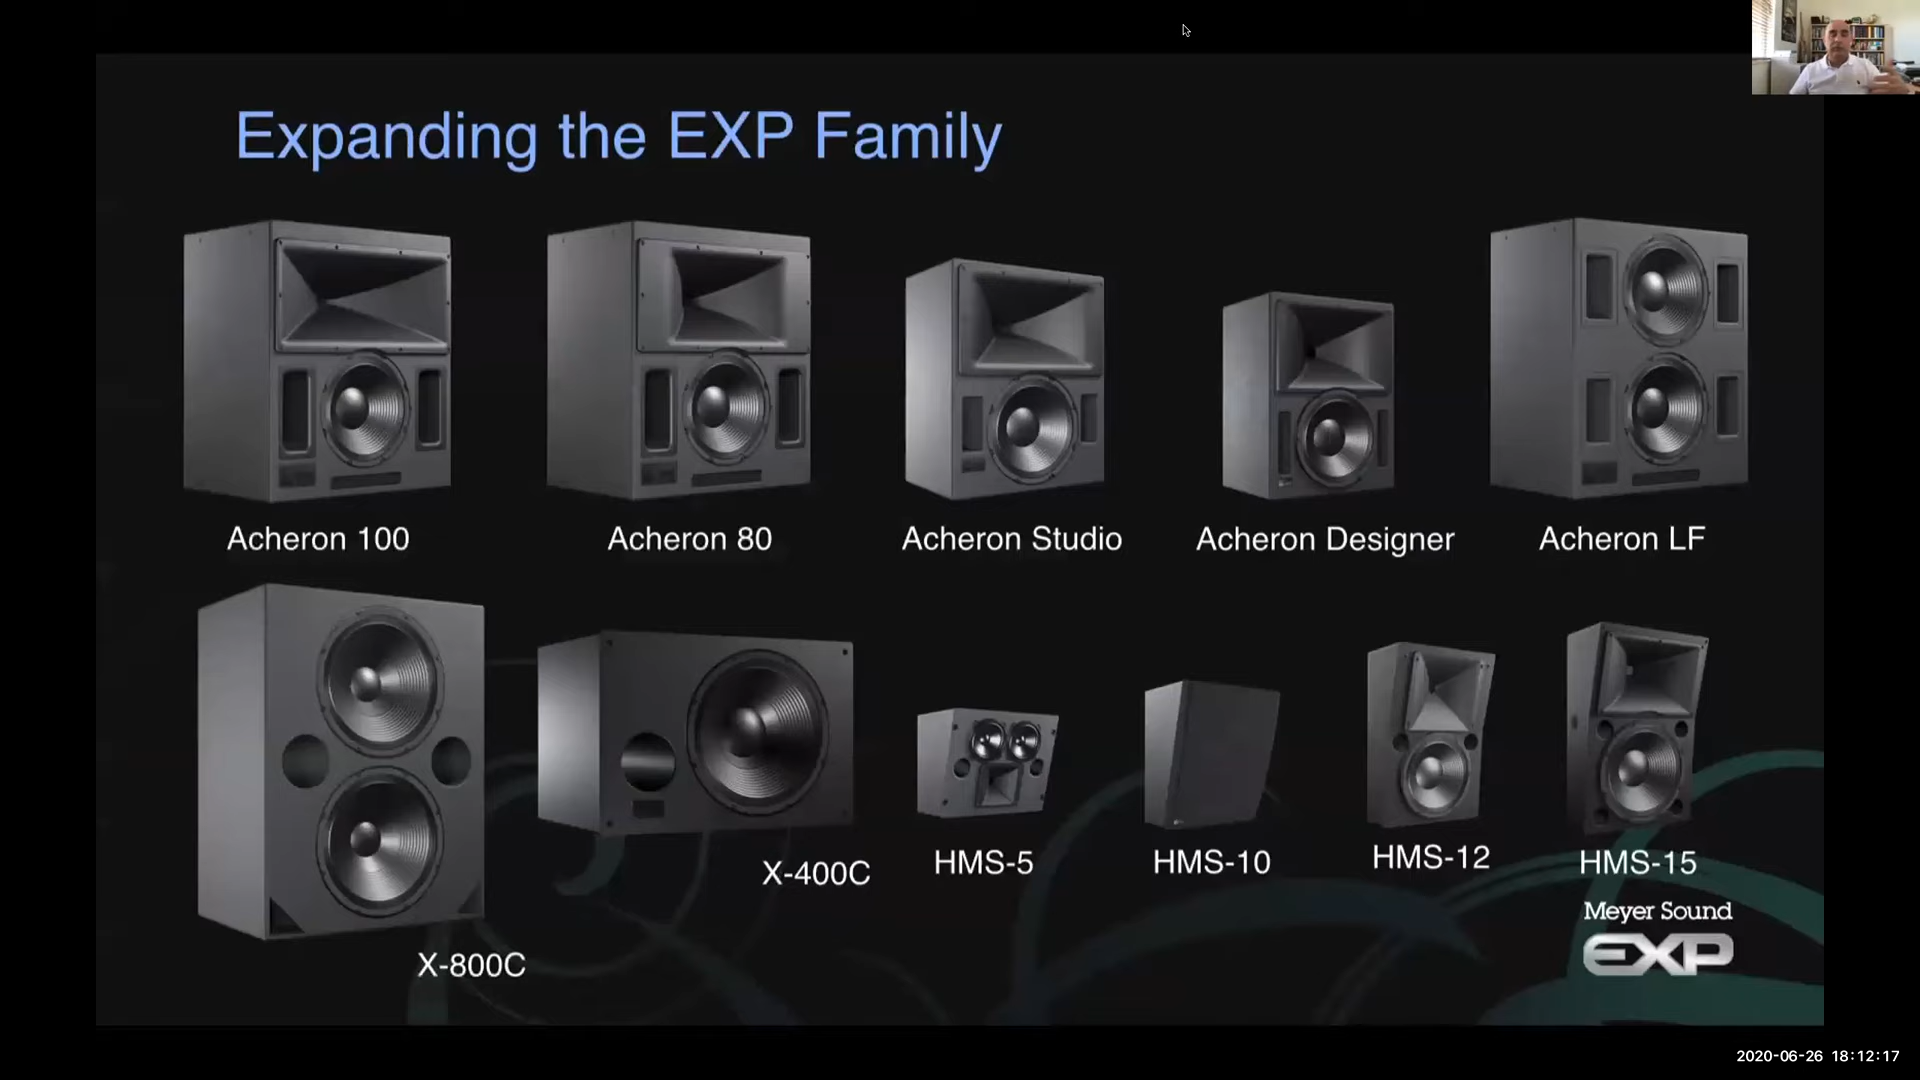 Expanding the EXP Family
Acheron 100
Acheron 80
Acheron Studio
Acheron Designer
Acheron LF
X-800C
X-400C
HMS-5
HMS-10
HMS-12
HMS-15
Meyer Sound
EXP
2020-06-26 18:12:17